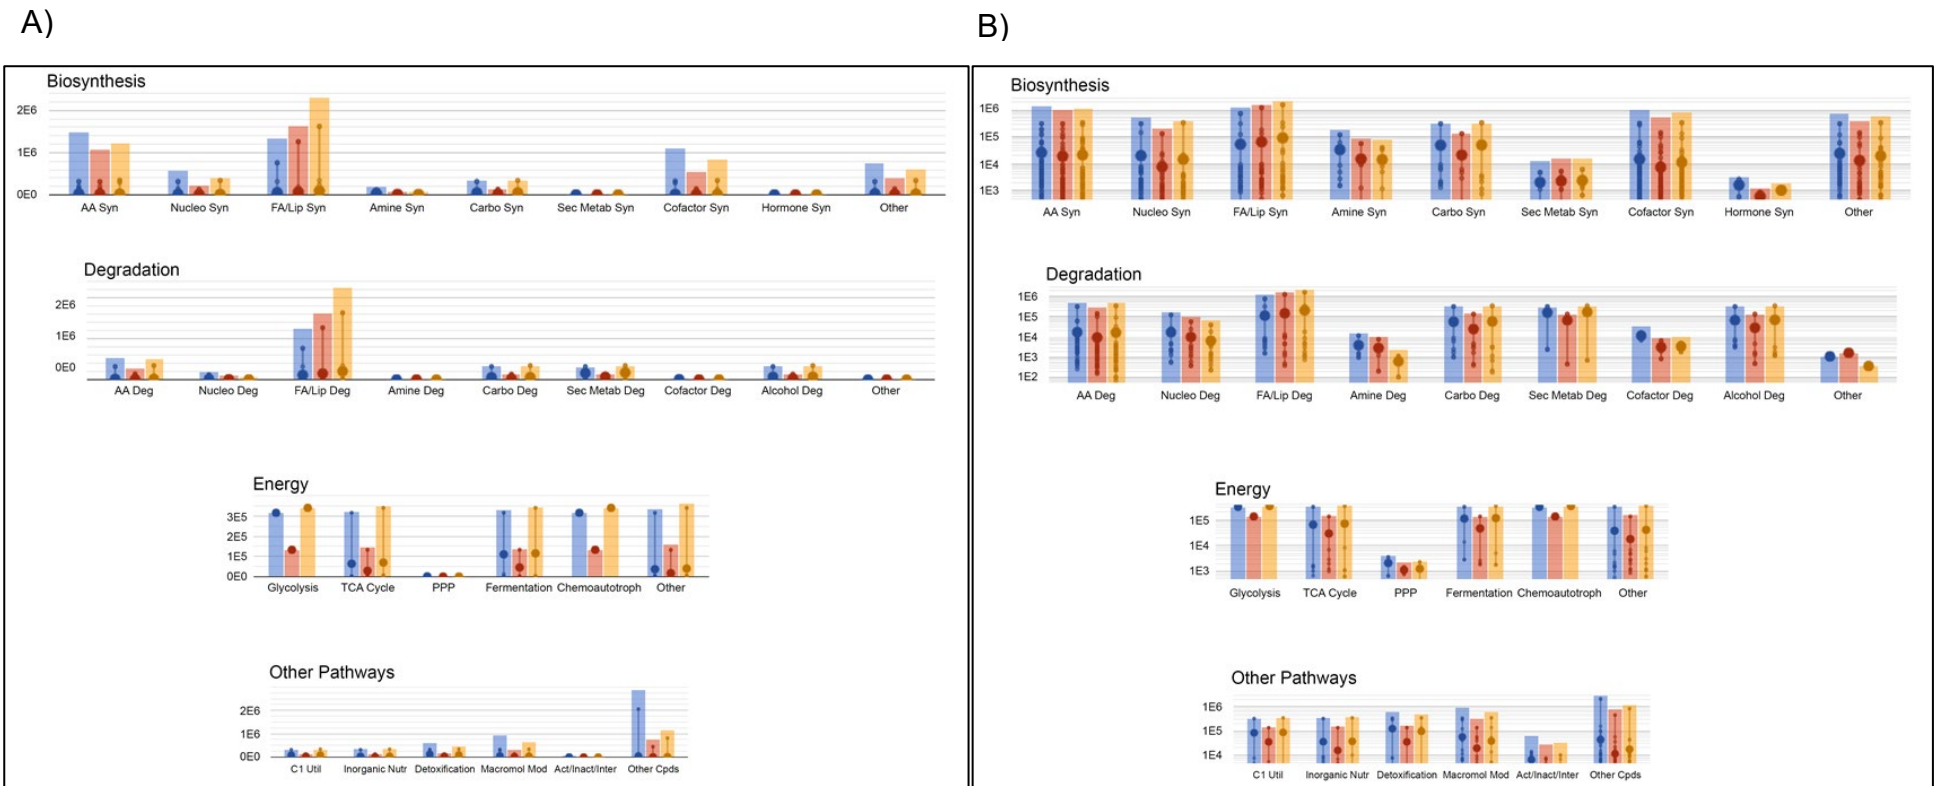 A)
Biosynthesis
2E6
1E6
0E0
AA Syn Nucleo Syn FA/Lip Syn Amine Syn Carbo Syn Sec Metab Syn Cofactor Syn Hormone Syn Other
Degradation
2E6
1E6
0E0
AA Deg Nucleo Deg FA/Lip Deg Amine Deg Carbo Deg Sec Metab Deg Cofactor Deg Alcohol Deg Other
Energy
3E5
2E5
1E5
0E0
Glycolysis TCA Cycle PPP Fermentation Chemoautotroph Other
Other Pathways
2E6
1E6
0E0
C1 Util Inorganic Nutr Detoxification Macromol Mod Act/Inact/Inter Other Cpds
B)
Biosynthesis
1E6
1E5
1E4
1E3
AA Syn Nucleo Syn FA/Lip Syn Amine Syn Carbo Syn Sec Metab Syn Cofactor Syn Hormone Syn Other
Degradation
1E6
1E5
1E4
1E3
1E2
AA Deg Nucleo Deg FA/Lip Deg Amine Deg Carbo Deg Sec Metab Deg Cofactor Deg Alcohol Deg Other
Energy
1E5
1E4
1E3
Glycolysis TCA Cycle PPP Fermentation Chemoautotroph Other
Other Pathways
1E6
1E5
1E4
C1 Util Inorganic Nutr Detoxification Macromol Mod Act/Inact/Inter Other Cpds